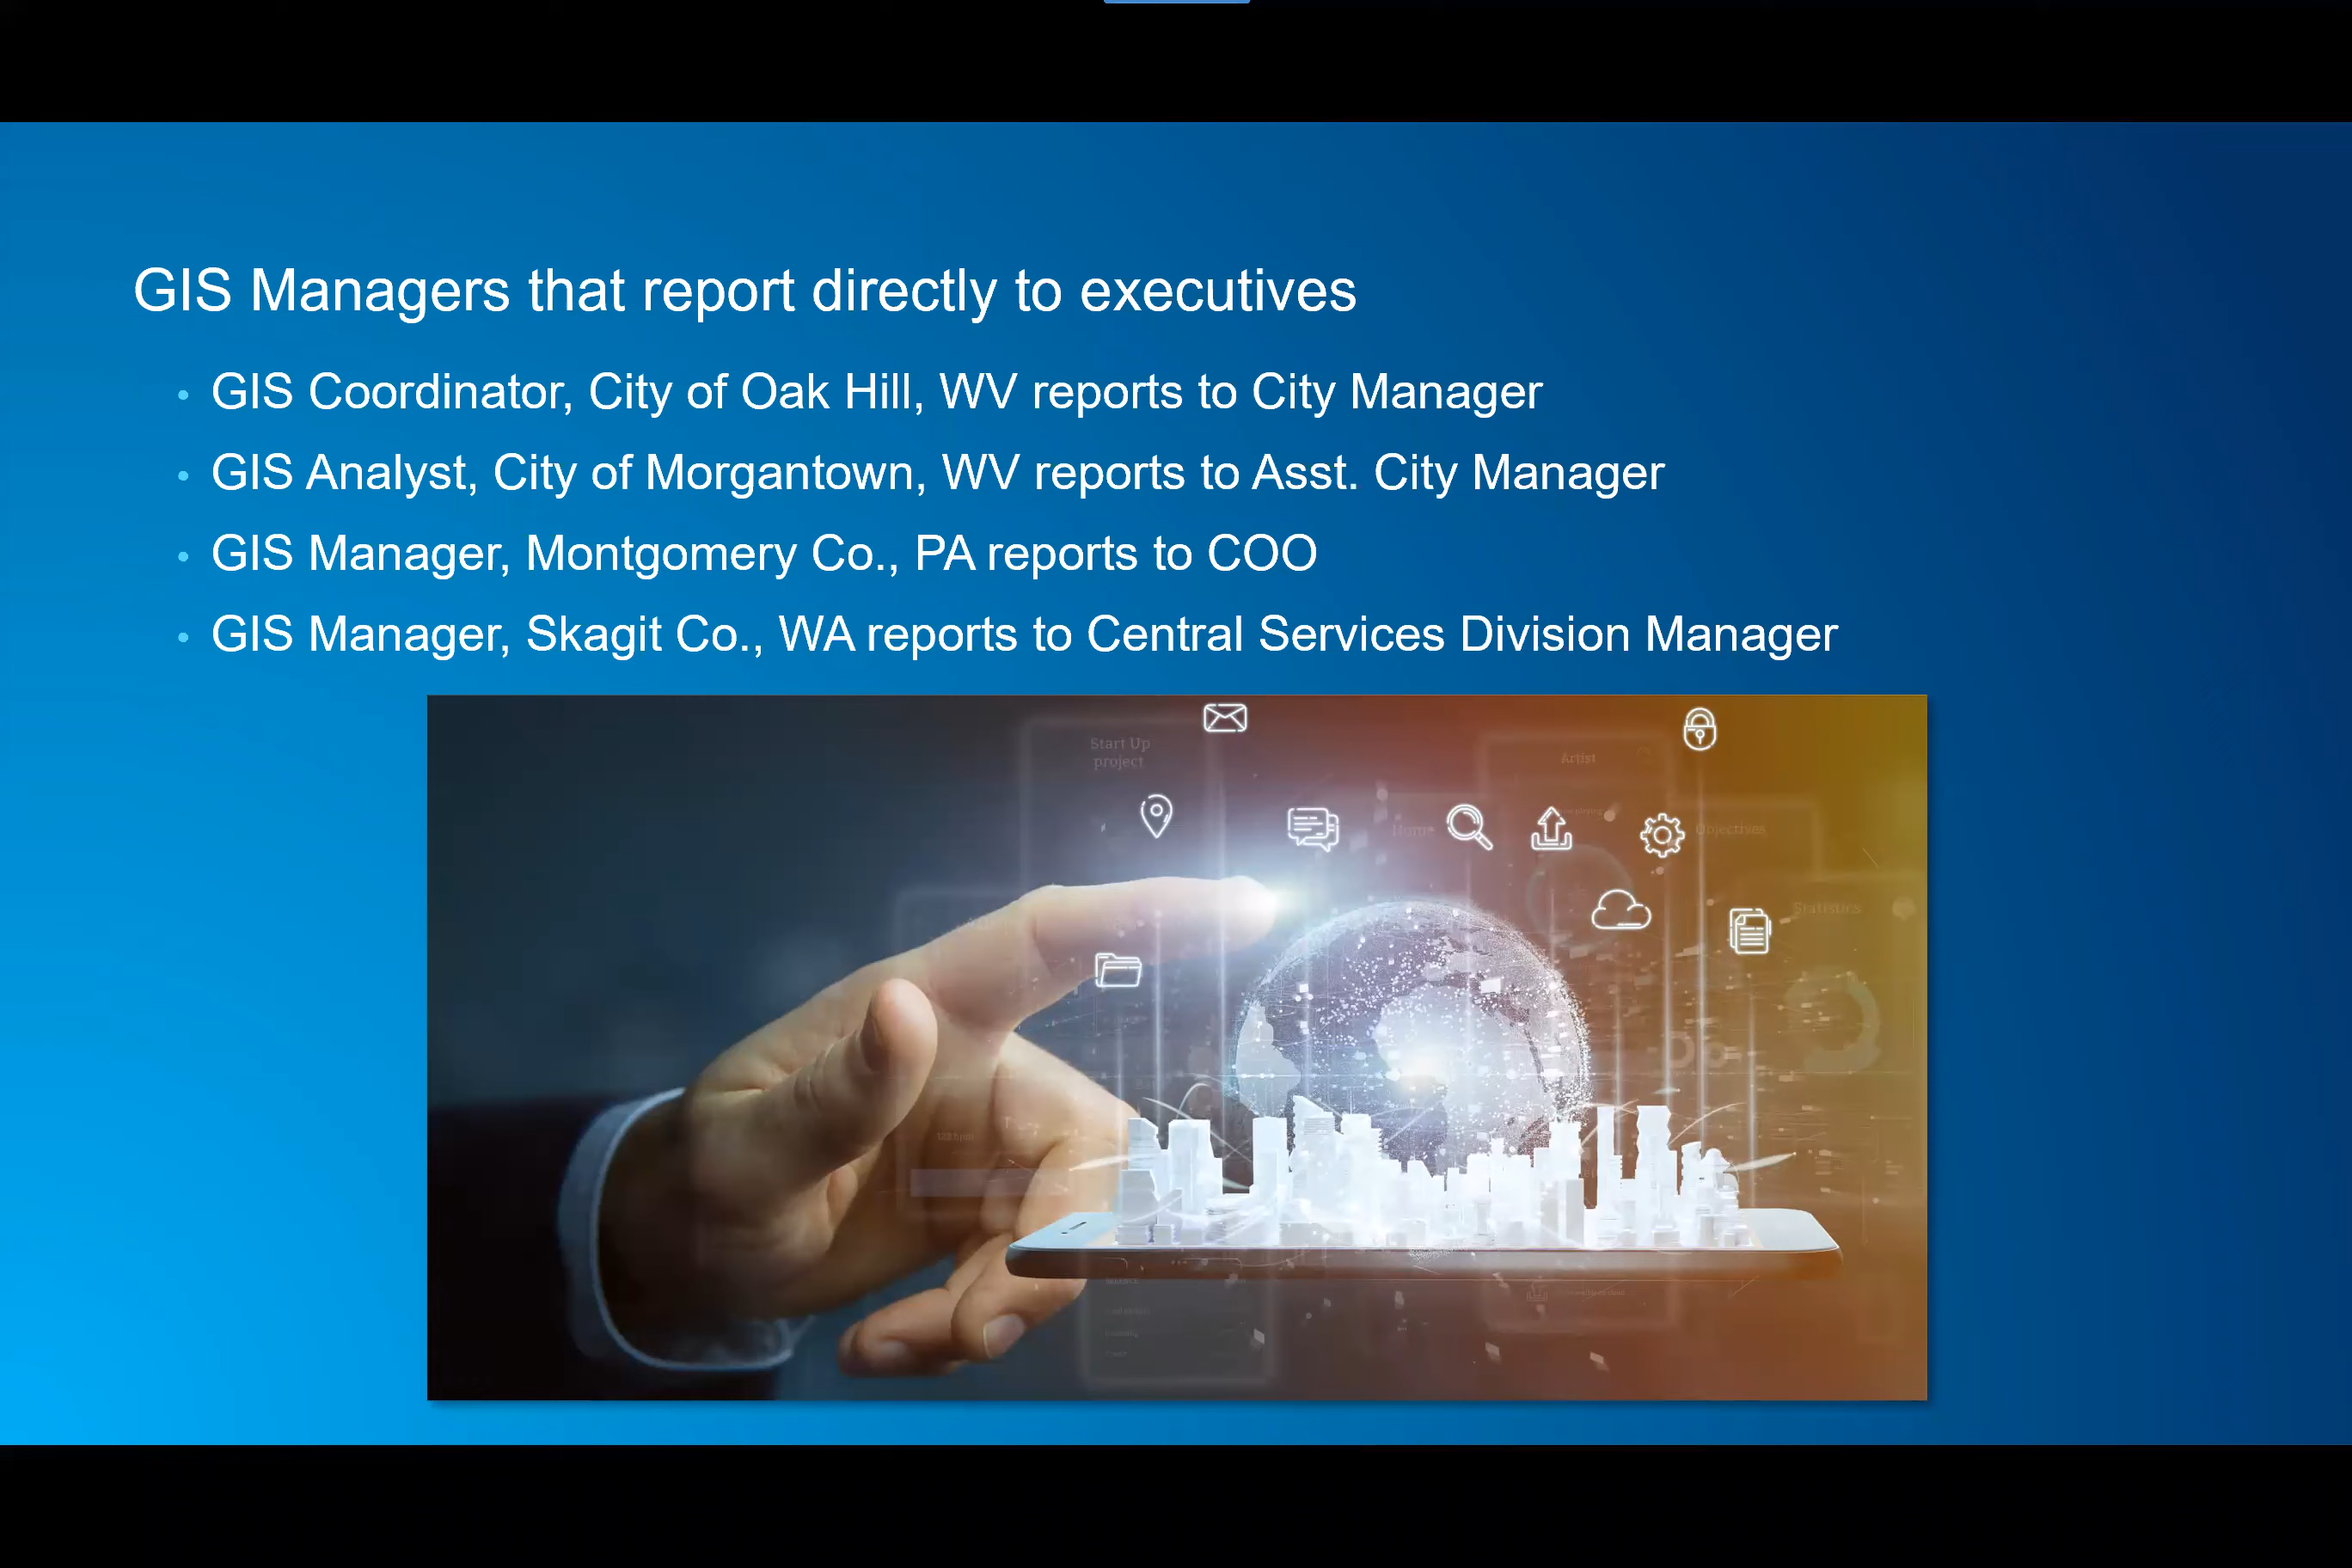 GIS Managers that report directly to executives
• GIS Coordinator, City of Oak Hill, WV reports to City Manager
• GIS Analyst, City of Morgantown, WV reports to Asst. City Manager
• GIS Manager, Montgomery Co., PA reports to COO
• GIS Manager, Skagit Co., WA reports to Central Services Division Manager
Start Up
project
Artist
Home
Objectives
Statistics